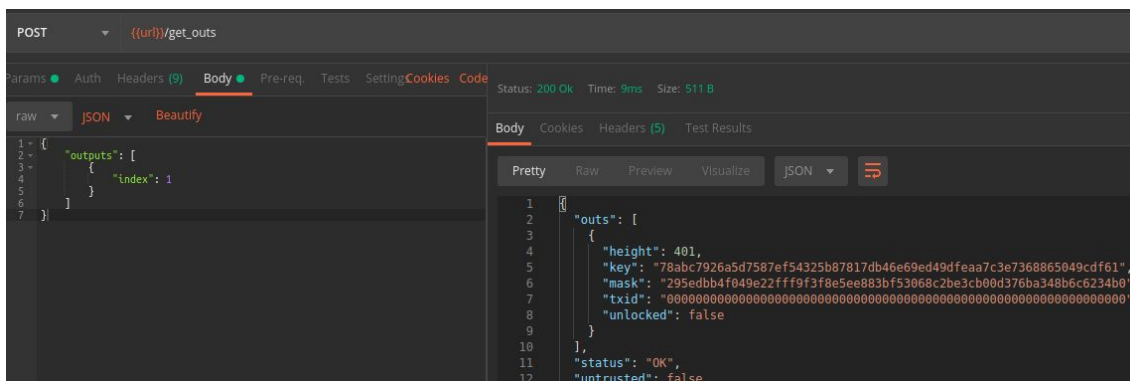 POST {{url}}/get_outs
Params Auth Headers (9) Body Pre-req. Tests Settings Cookies Code
raw JSON Beautify
1 {
2 "outputs": [
3 {
4 "index": 1
5 }
6 ]
7 }
Status: 200 Ok Time: 9ms Size: 511 B
Body Cookies Headers (5) Test Results
Pretty Raw Preview Visualize JSON
1 {
2 "outs": [
3 {
4 "height": 401,
5 "key": "78abc7926a5d7587ef54325b87817db46e69ed49dfeaa7c3e7368865049cdf61",
6 "mask": "295edbb4f049e22fff9f3f8e5ee883bf53068c2be3cb00d376ba348b6c6234b0"
7 "txid": "0000000000000000000000000000000000000000000000000000000000000000"
8 "unlocked": false
9 }
10 ],
11 "status": "OK",
12 "untrusted": false